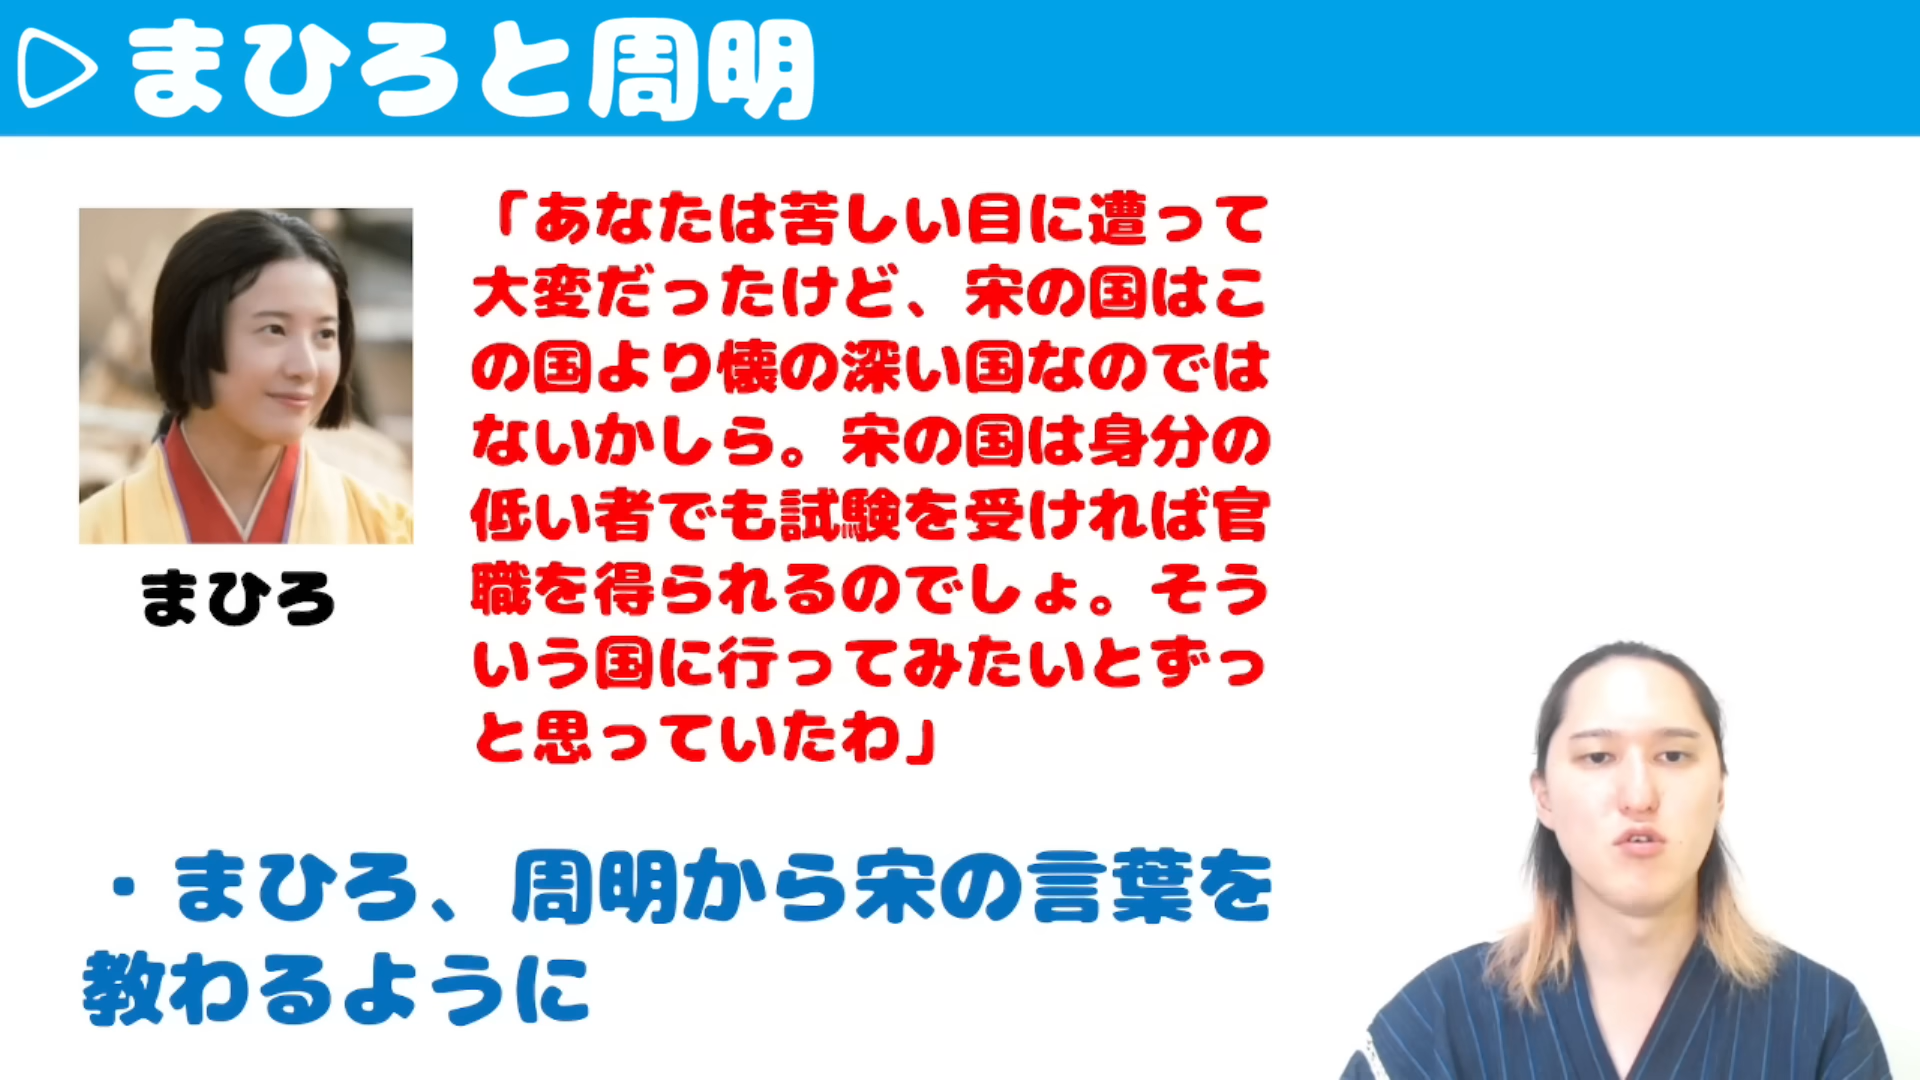 まひろと周明
「あなたは苦しい目に遭って
大変だったけど、宋の国はこ
の国より懐の深い国なのでは
ないかしら。宋の国は身分の
低い者でも試験を受ければ官
職を得られるのでしょ。そう
いう国に行ってみたいとずっ
と思っていたわ」
まひろ
・まひろ、周明から宋の言葉を
教わるように